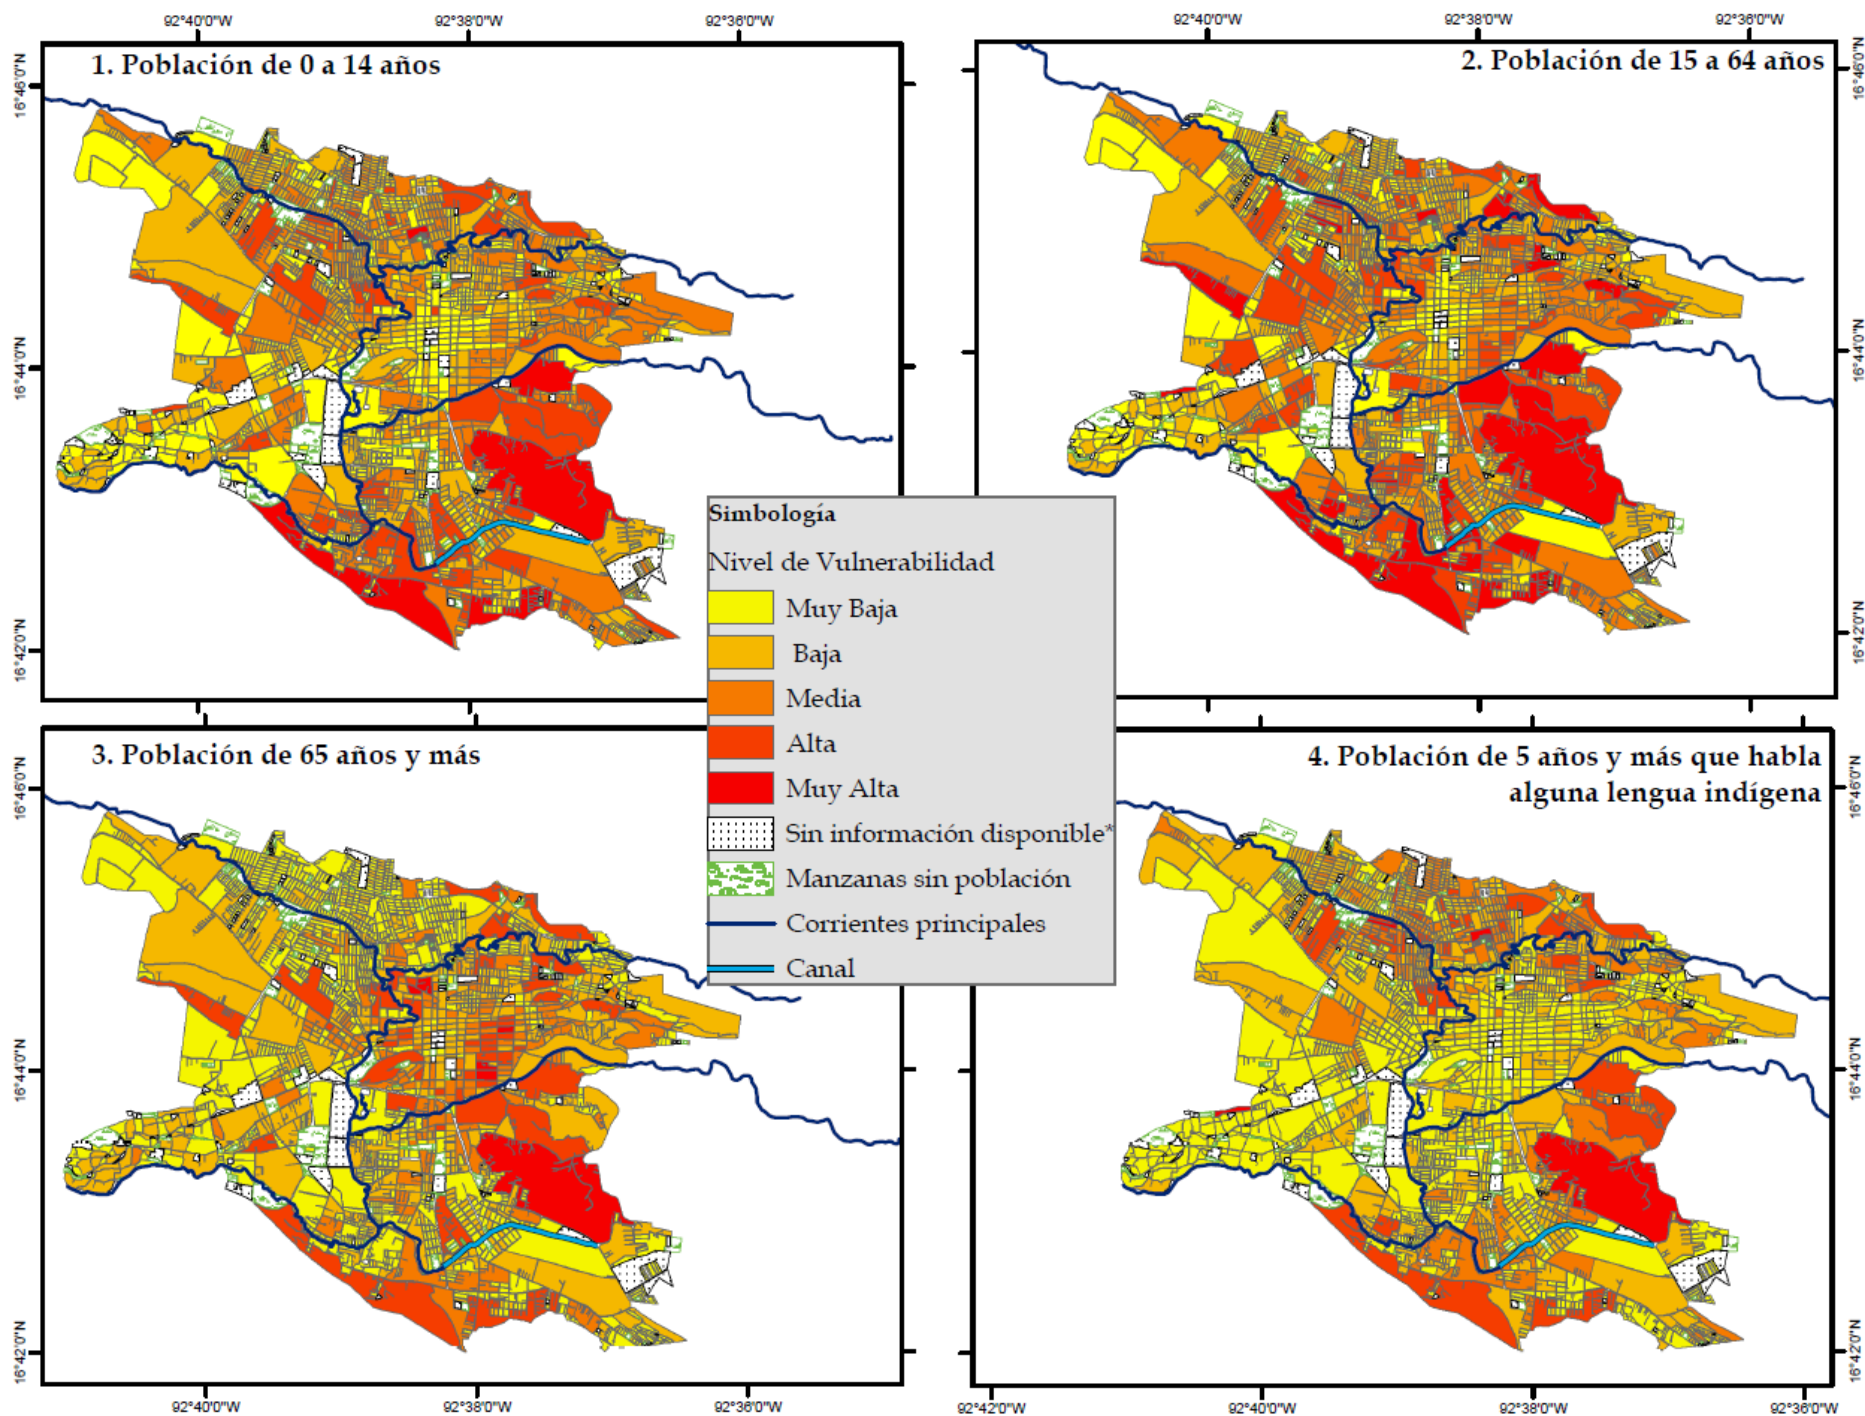 92°40'0"W 92°38'0"W 92°36'0"W
92°40'0"W 92°38'0"W 92°36'0"W
1. Población de 0 a 14 años
2. Población de 15 a 64 años
16°46'0"N
16°44'0"N
16°42'0"N
16°46'0"N
16°44'0"N
16°42'0"N
Simbología
Nivel de Vulnerabilidad
Muy Baja
Baja
Media
Alta
Muy Alta
Sin información disponible*
Manzanas sin población
Corrientes principales
Canal
3. Población de 65 años y más
4. Población de 5 años y más que habla
alguna lengua indígena
16°46'0"N
16°44'0"N
16°42'0"N
16°46'0"N
16°44'0"N
16°42'0"N
92°40'0"W 92°38'0"W 92°36'0"W
92°42'0"W 92°40'0"W 92°38'0"W 92°36'0"W